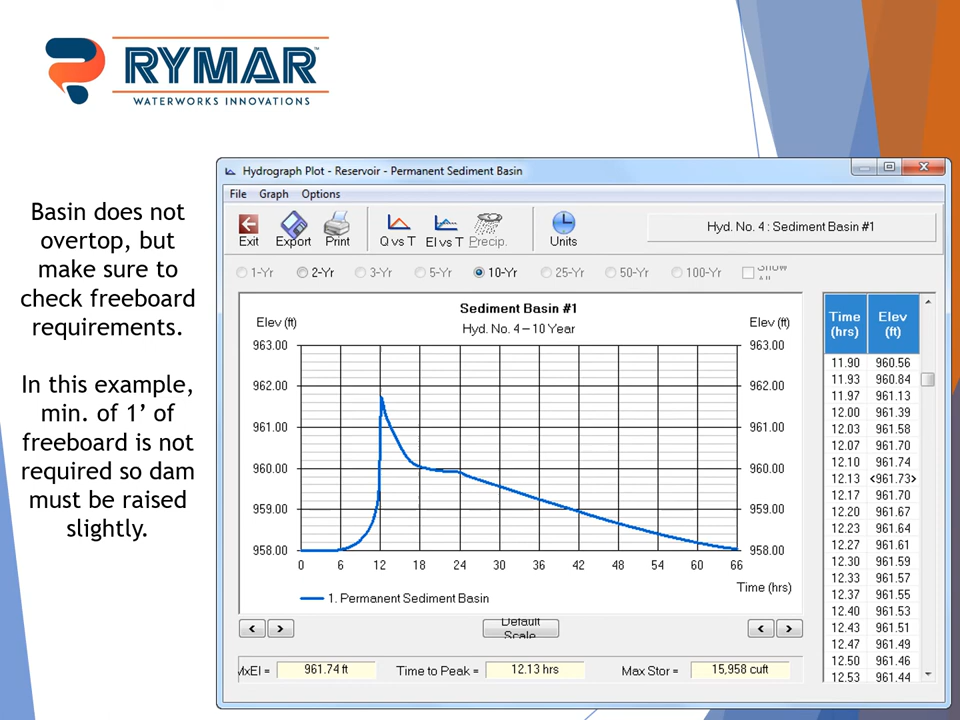 RYMAR™
WATERWORKS INNOVATIONS
Basin does not
overtop, but
make sure to
check freeboard
requirements.
In this example,
min. of 1’ of
freeboard is not
required so dam
must be raised
slightly.
Hydrograph Plot - Reservoir - Permanent Sediment Basin
File Graph Options
Exit Export Print Q vs T El vs T Precip. Units
Hyd. No. 4 : Sediment Basin #1
1-Yr 2-Yr 3-Yr 5-Yr 10-Yr 25-Yr 50-Yr 100-Yr Show All
Sediment Basin #1
Elev (ft) Hyd. No. 4 – 10 Year Elev (ft)
963.00 963.00
962.00 962.00
961.00 961.00
960.00 960.00
959.00 959.00
958.00 958.00
0 6 12 18 24 30 36 42 48 54 60 66
Time (hrs)
1. Permanent Sediment Basin
< > Default Scale < >
MxEl = 961.74 ft Time to Peak = 12.13 hrs Max Stor = 15,958 cuft
Time Elev
(hrs) (ft)
11.90 960.56
11.93 960.84
11.97 961.13
12.00 961.39
12.03 961.58
12.07 961.70
12.10 961.74
12.13 <961.73>
12.17 961.70
12.20 961.67
12.23 961.64
12.27 961.61
12.30 961.59
12.33 961.57
12.37 961.55
12.40 961.53
12.43 961.51
12.47 961.49
12.50 961.46
12.53 961.44